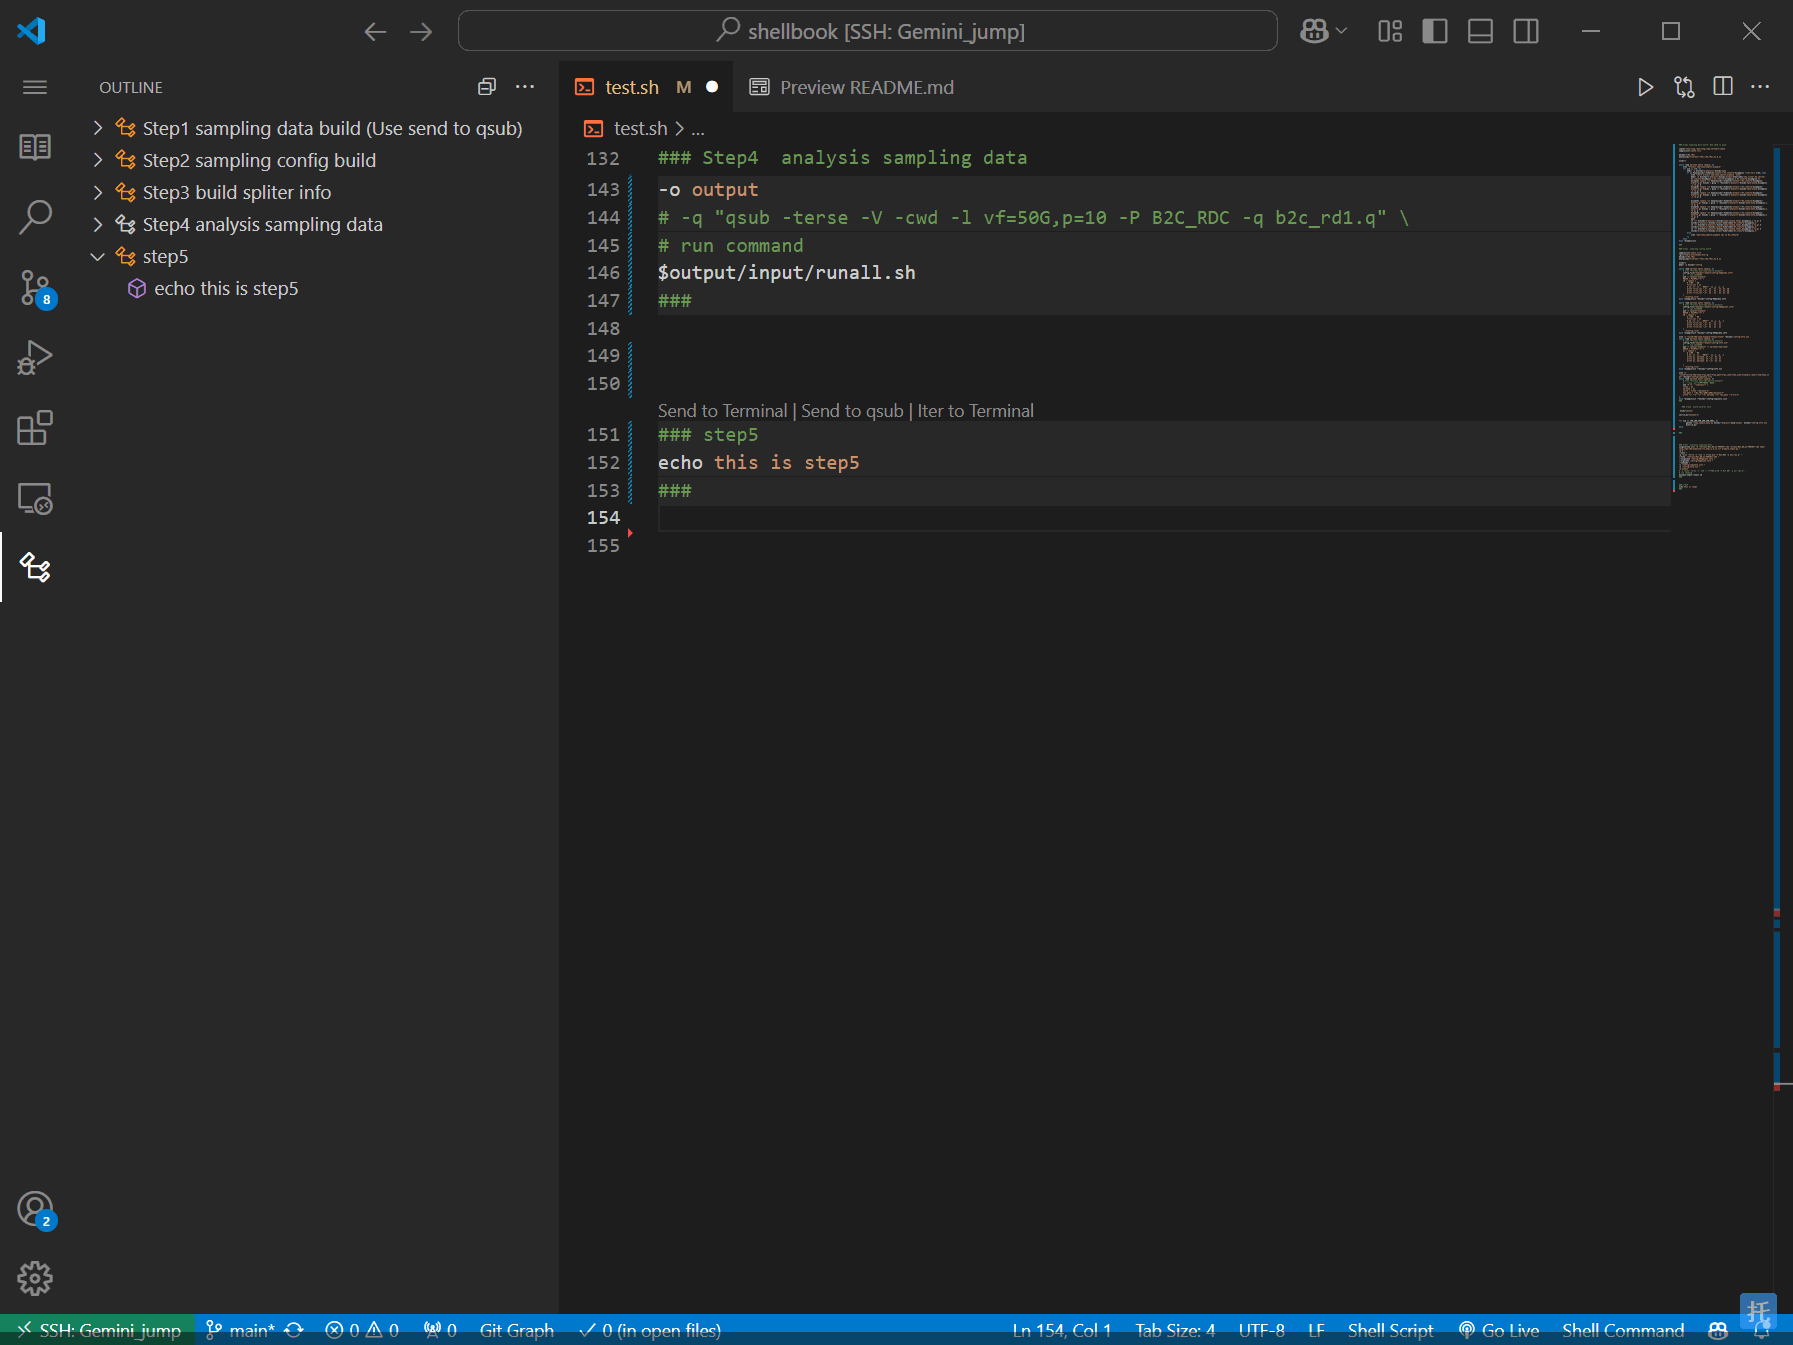 shellbook [SSH: Gemini_jump]
OUTLINE
test.sh M
Preview README.md
Step1 sampling data build (Use send to qsub)
Step2 sampling config build
Step3 build spliter info
Step4 analysis sampling data
step5
echo this is step5
8
test.sh > ...
132 ### Step4  analysis sampling data
143 -o output
144 # -q "qsub -terse -V -cwd -l vf=50G,p=10 -P B2C_RDC -q b2c_rd1.q" \
145 # run command
146 $output/input/runall.sh
147 ###
148
149
150
Send to Terminal | Send to qsub | Iter to Terminal
151 ### step5
152 echo this is step5
153 ###
154
155
2
托
SSH: Gemini_jump
main*
0
0
0
Git Graph
0 (in open files)
Ln 154, Col 1
Tab Size: 4
UTF-8
LF
Shell Script
Go Live
Shell Command